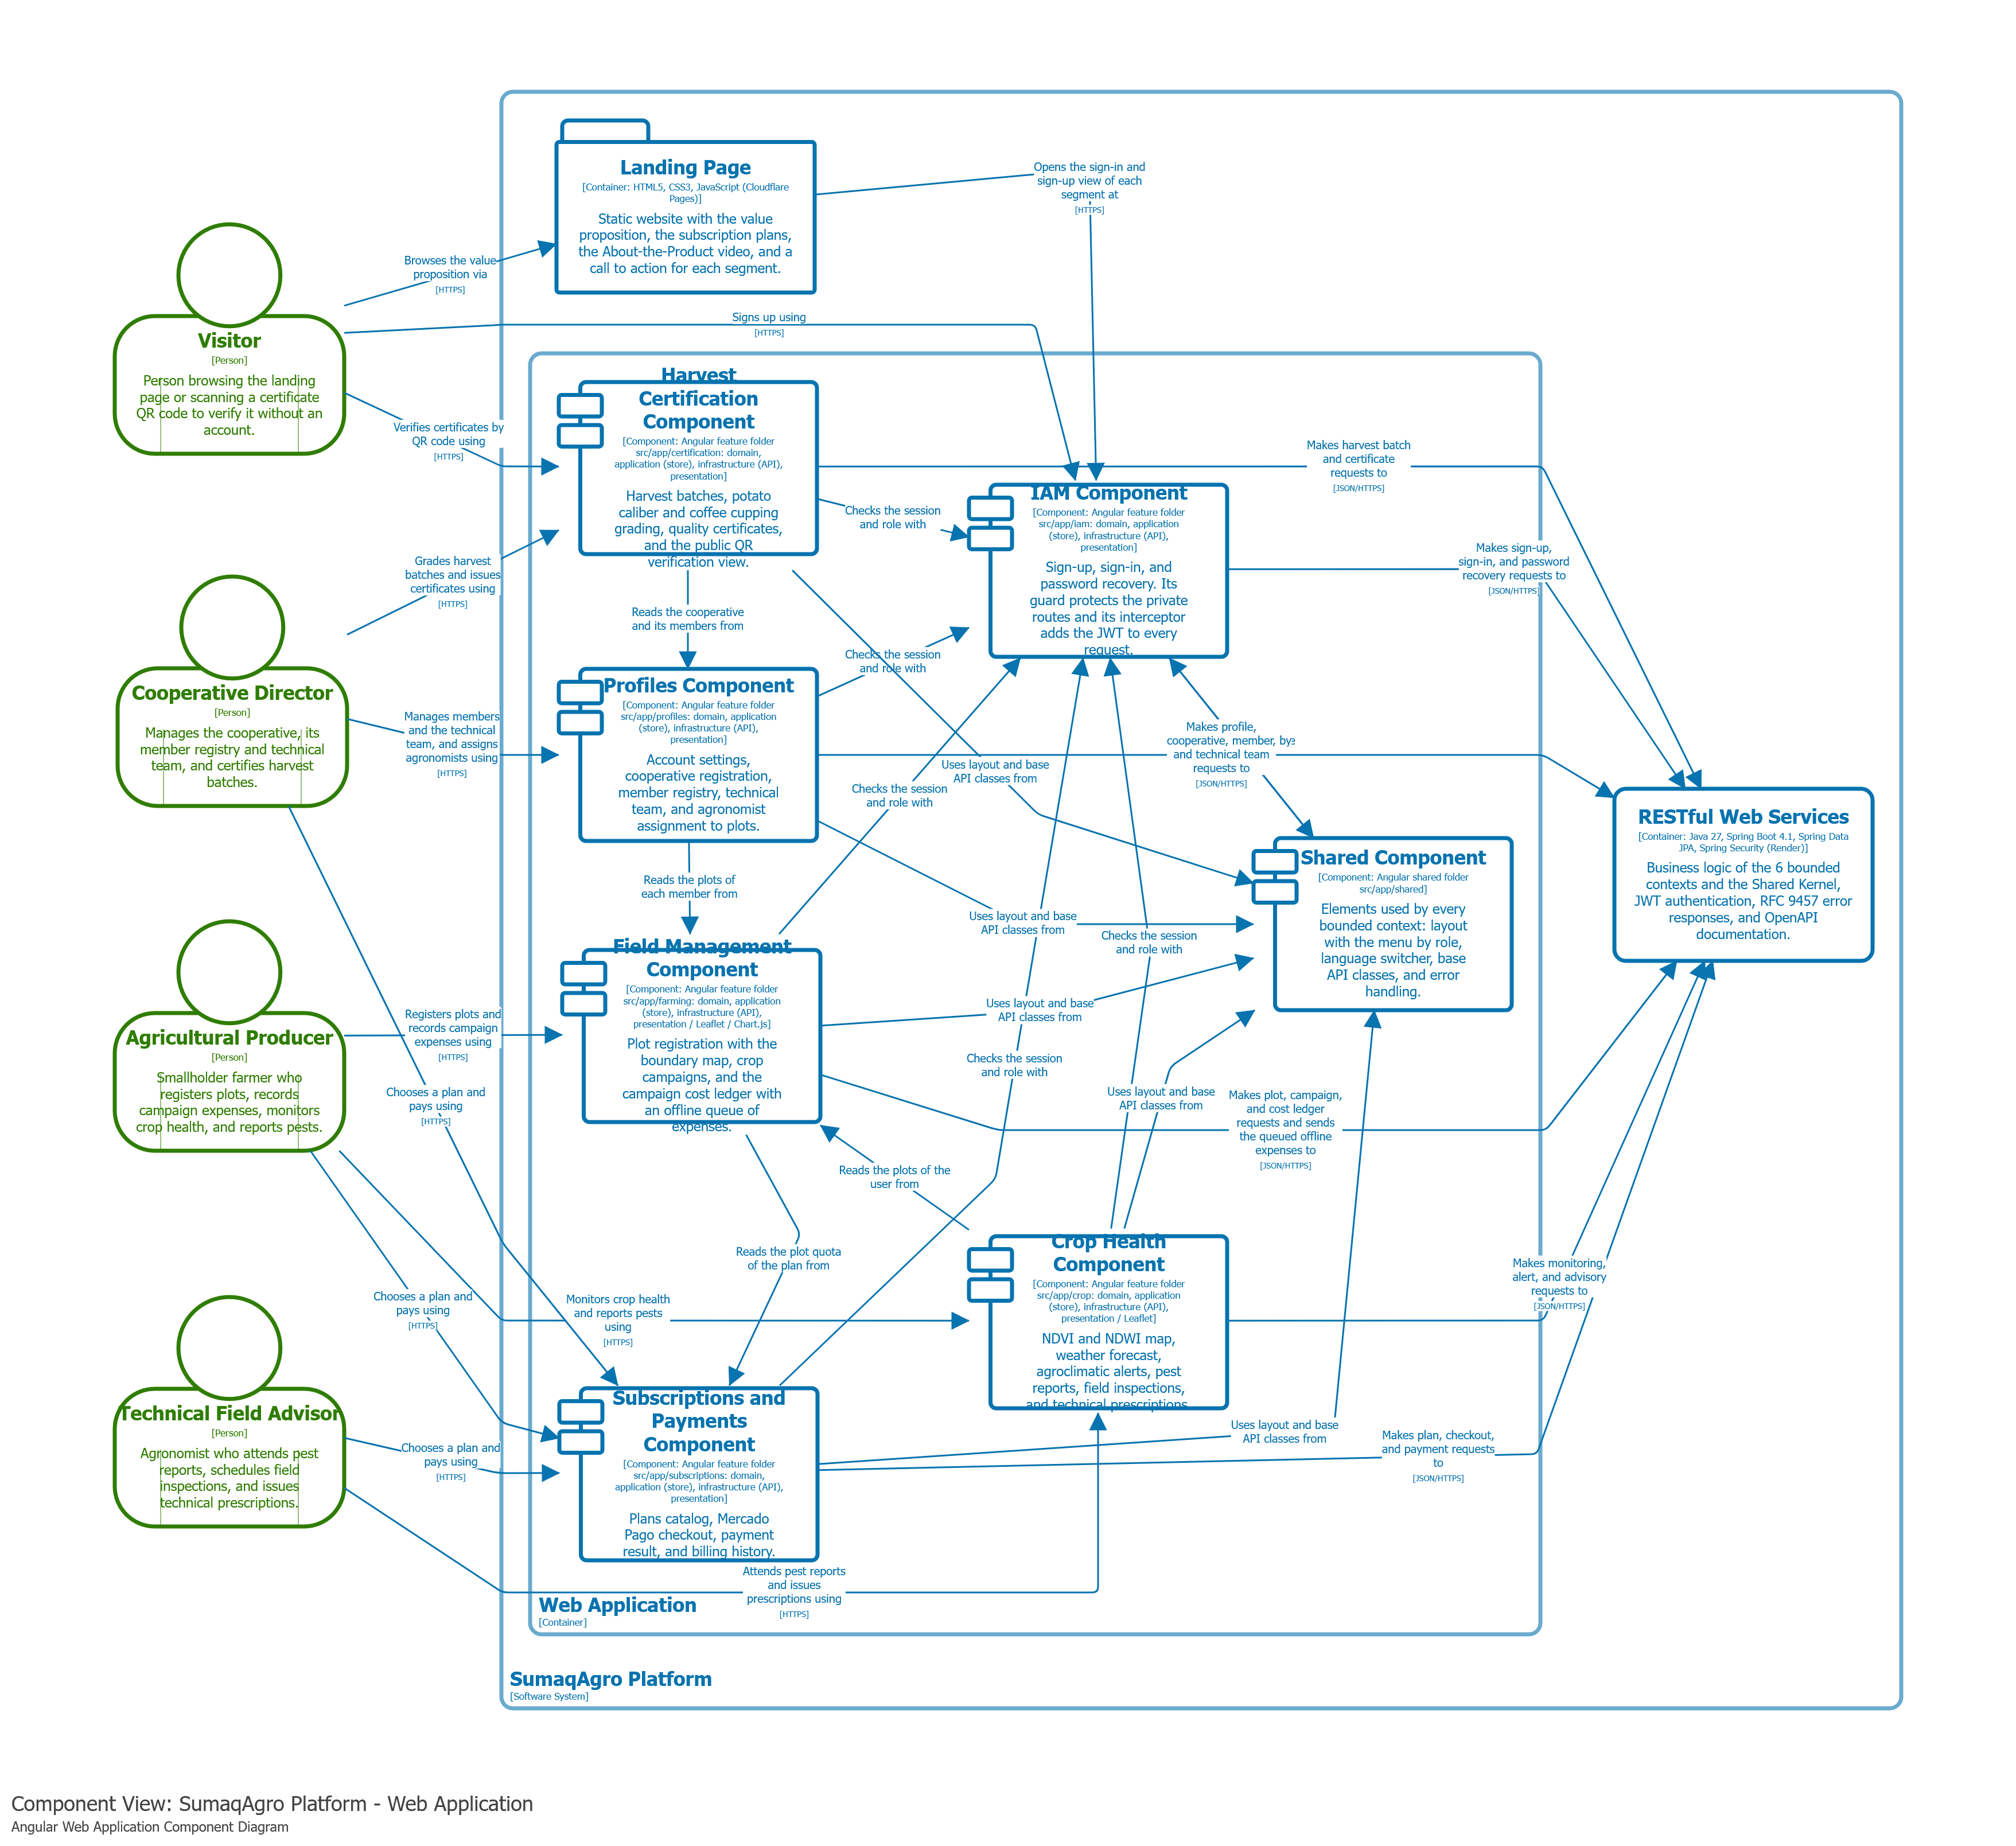 Landing Page
[Container: HTML5, CSS3, JavaScript (Cloudflare
Pages)]
Static website with the value
proposition, the subscription plans,
the About-the-Product video, and a
call to action for each segment.
Opens the sign-in and
sign-up view of each
segment at
[HTTPS]
Browses the value
proposition via
[HTTPS]
Signs up using
[HTTPS]
Visitor
[Person]
Person browsing the landing
page or scanning a certificate
QR code to verify it without an
account.
Verifies certificates by
QR code using
[HTTPS]
Harvest
Certification
Component
[Component: Angular feature folder
src/app/certification: domain,
application (store), infrastructure (API),
presentation]
Harvest batches, potato
caliber and coffee cupping
grading, quality certificates,
and the public QR
verification view.
Makes harvest batch
and certificate
requests to
[JSON/HTTPS]
Checks the session
and role with
IAM Component
[Component: Angular feature folder
src/app/iam: domain, application
(store), infrastructure (API),
presentation]
Sign-up, sign-in, and
password recovery. Its
guard protects the private
routes and its interceptor
adds the JWT to every
request.
Makes sign-up,
sign-in, and password
recovery requests to
[JSON/HTTPS]
Grades harvest
batches and issues
certificates using
[HTTPS]
Reads the cooperative
and its members from
Checks the session
and role with
Cooperative Director
[Person]
Manages the cooperative, its
member registry and technical
team, and certifies harvest
batches.
Manages members
and the technical
team, and assigns
agronomists using
[HTTPS]
Profiles Component
[Component: Angular feature folder
src/app/profiles: domain, application
(store), infrastructure (API),
presentation]
Account settings,
cooperative registration,
member registry, technical
team, and agronomist
assignment to plots.
Makes profile,
cooperative, member,
and technical team
requests to
[JSON/HTTPS]
Uses layout and base
API classes from
Checks the session
and role with
RESTful Web Services
[Container: Java 27, Spring Boot 4.1, Spring Data
JPA, Spring Security (Render)]
Business logic of the 6 bounded
contexts and the Shared Kernel,
JWT authentication, RFC 9457 error
responses, and OpenAPI
documentation.
Shared Component
[Component: Angular shared folder
src/app/shared]
Elements used by every
bounded context: layout
with the menu by role,
language switcher, base
API classes, and error
handling.
Reads the plots of
each member from
Uses layout and base
API classes from
Checks the session
and role with
Agricultural Producer
[Person]
Smallholder farmer who
registers plots, records
campaign expenses, monitors
crop health, and reports pests.
Registers plots and
records campaign
expenses using
[HTTPS]
Field Management
Component
[Component: Angular feature folder
src/app/farming: domain, application
(store), infrastructure (API),
presentation / Leaflet / Chart.js]
Plot registration with the
boundary map, crop
campaigns, and the
campaign cost ledger with
an offline queue of
expenses.
Uses layout and base
API classes from
Checks the session
and role with
Uses layout and base
API classes from
Makes plot, campaign,
and cost ledger
requests and sends
the queued offline
expenses to
[JSON/HTTPS]
Chooses a plan and
pays using
[HTTPS]
Reads the plots of the
user from
Reads the plot quota
of the plan from
Crop Health
Component
[Component: Angular feature folder
src/app/crop: domain, application
(store), infrastructure (API),
presentation / Leaflet]
NDVI and NDWI map,
weather forecast,
agroclimatic alerts, pest
reports, field inspections,
and technical prescriptions.
Makes monitoring,
alert, and advisory
requests to
[JSON/HTTPS]
Chooses a plan and
pays using
[HTTPS]
Monitors crop health
and reports pests
using
[HTTPS]
Technical Field Advisor
[Person]
Agronomist who attends pest
reports, schedules field
inspections, and issues
technical prescriptions.
Chooses a plan and
pays using
[HTTPS]
Subscriptions and
Payments
Component
[Component: Angular feature folder
src/app/subscriptions: domain,
application (store), infrastructure (API),
presentation]
Plans catalog, Mercado
Pago checkout, payment
result, and billing history.
Uses layout and base
API classes from
Makes plan, checkout,
and payment requests
to
[JSON/HTTPS]
Attends pest reports
and issues
prescriptions using
[HTTPS]
Web Application
[Container]
SumaqAgro Platform
[Software System]
Component View: SumaqAgro Platform - Web Application
Angular Web Application Component Diagram